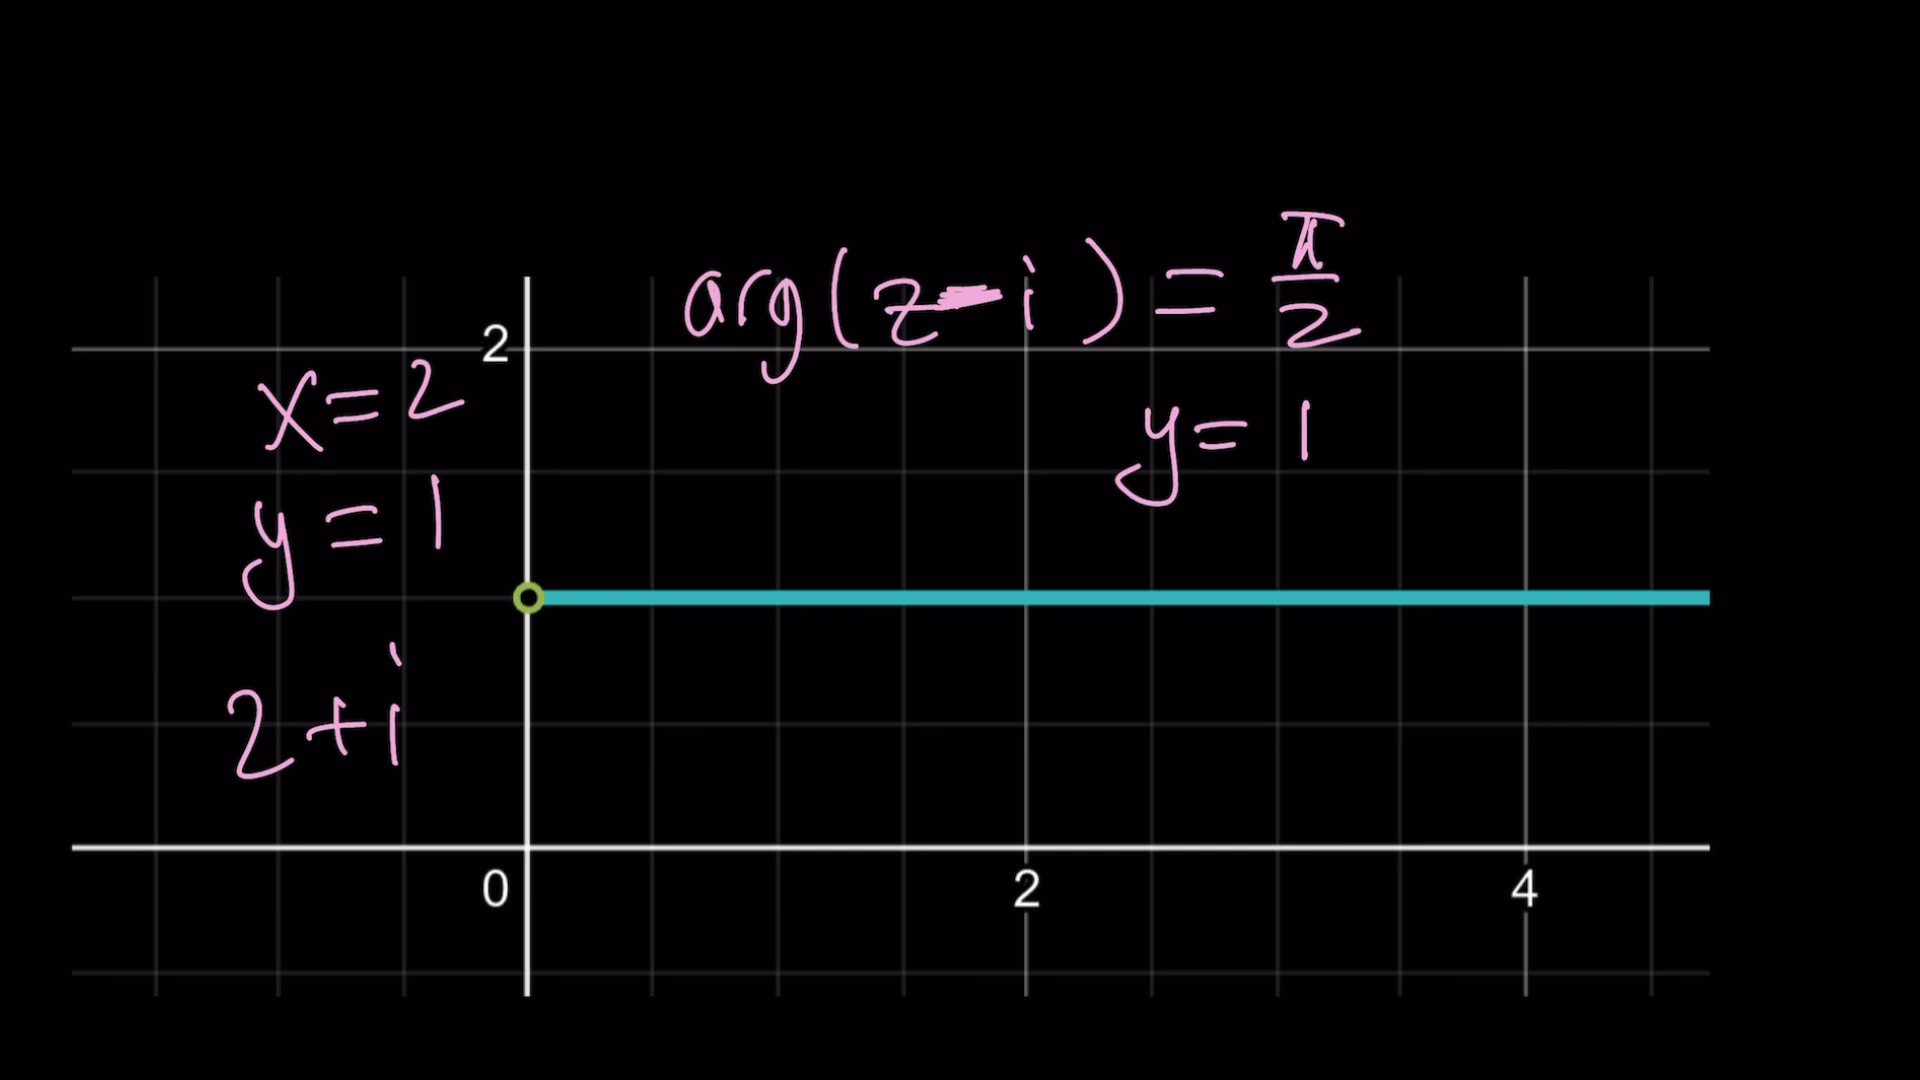 arg(z-i) = π/2
2
x=2
y=1
y=1
2+i
0 2 4